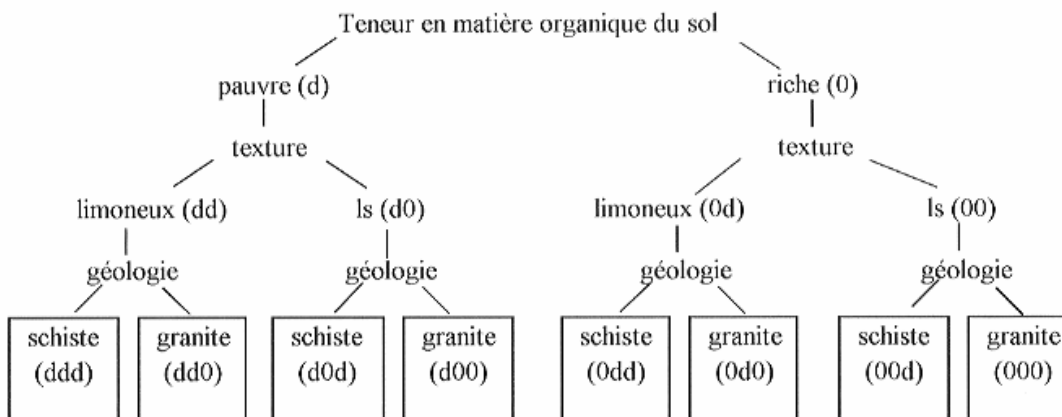 Teneur en matière organique du sol
pauvre (d) riche (0)
texture texture
limoneux (dd) ls (d0) limoneux (0d) ls (00)
géologie géologie géologie géologie
schiste granite schiste granite schiste granite schiste granite
(ddd) (dd0) (d0d) (d00) (0dd) (0d0) (00d) (000)